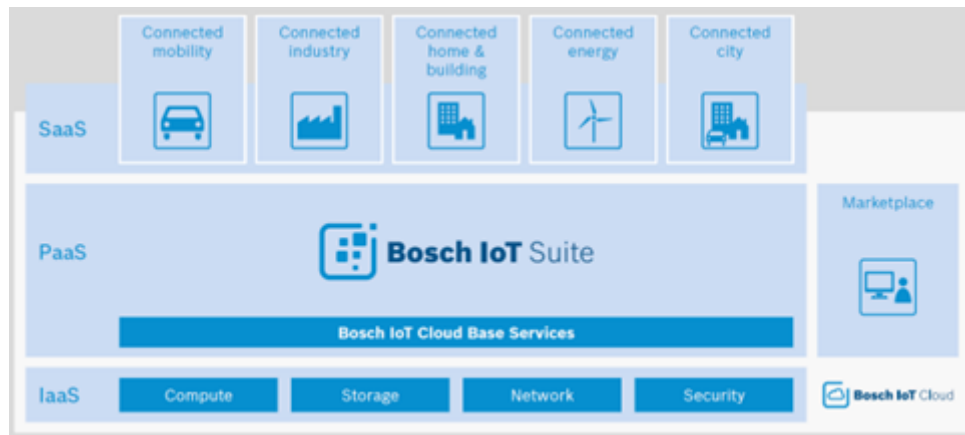 Connected
mobility
Connected
industry
Connected
home &
building
Connected
energy
Connected
city
SaaS
PaaS
Bosch IoT Suite
Bosch IoT Cloud Base Services
Marketplace
IaaS
Compute
Storage
Network
Security
Bosch IoT Cloud